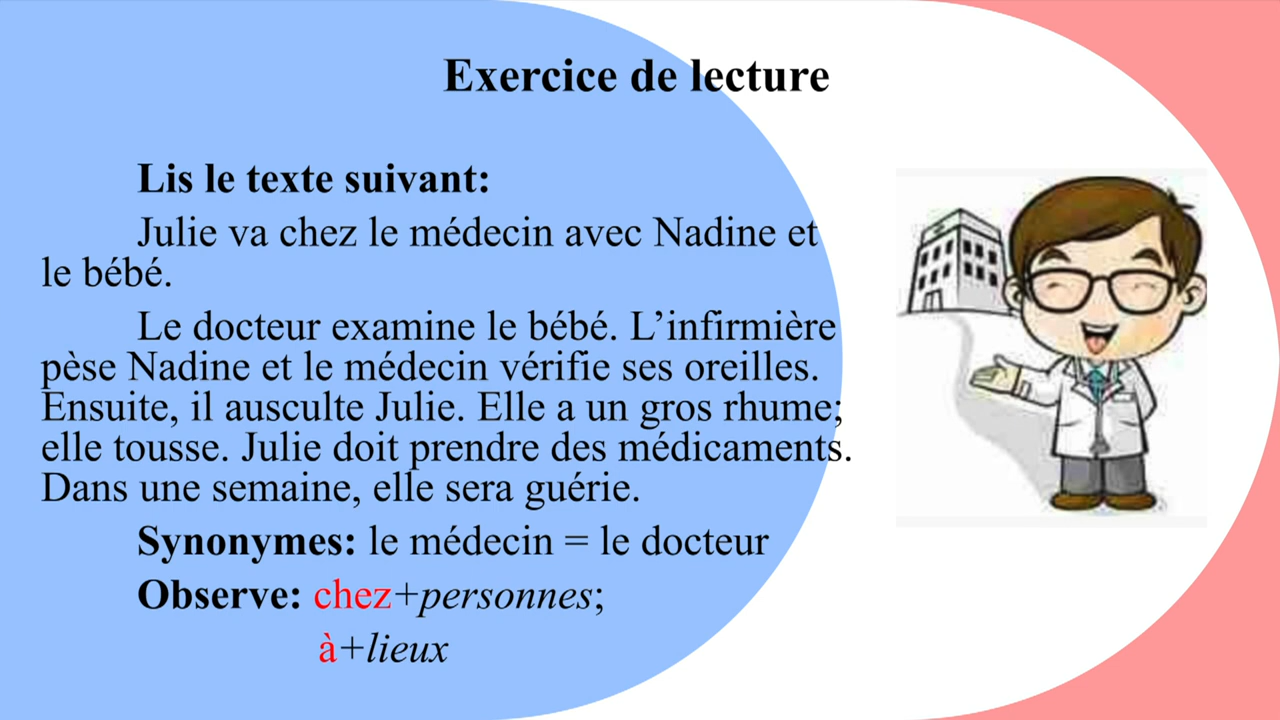 Exercice de lecture
Lis le texte suivant:
Julie va chez le médecin avec Nadine et
le bébé.
Le docteur examine le bébé. L’infirmière
pèse Nadine et le médecin vérifie ses oreilles.
Ensuite, il ausculte Julie. Elle a un gros rhume;
elle tousse. Julie doit prendre des médicaments.
Dans une semaine, elle sera guérie.
Synonymes: le médecin = le docteur
Observe: chez+personnes;
à+lieux